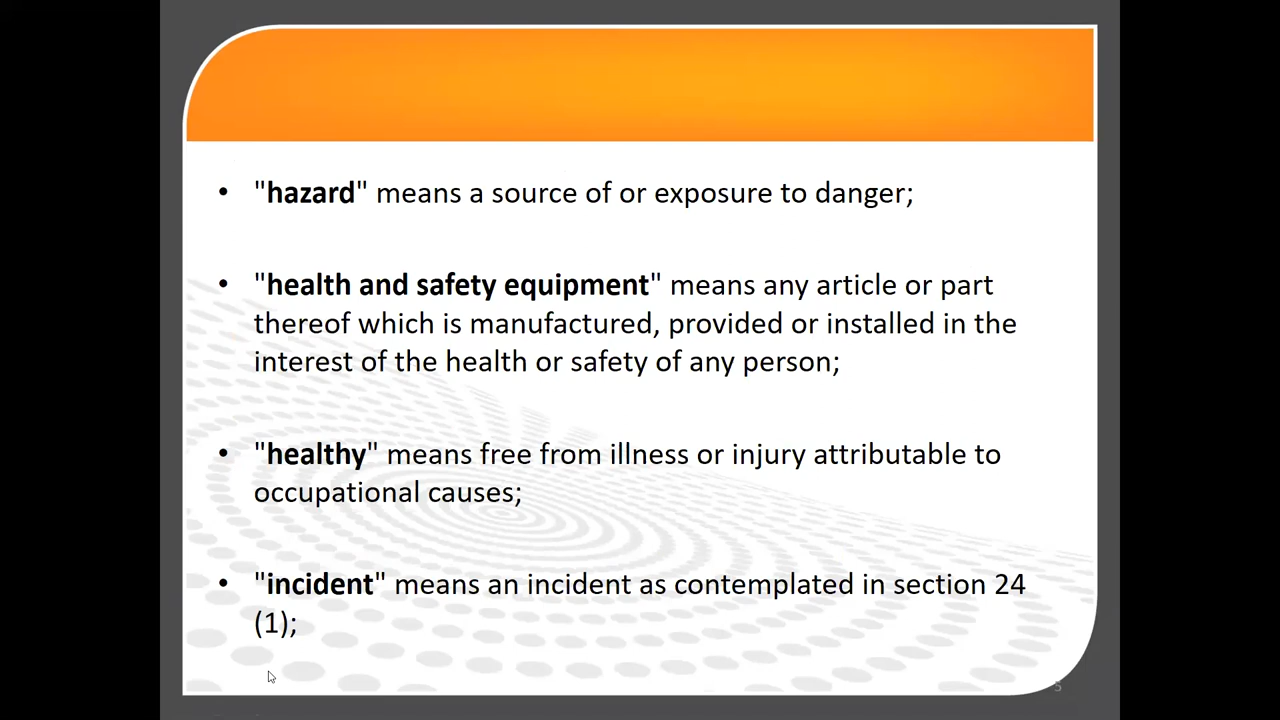 • "hazard" means a source of or exposure to danger;
• "health and safety equipment" means any article or part
thereof which is manufactured, provided or installed in the
interest of the health or safety of any person;
• "healthy" means free from illness or injury attributable to
occupational causes;
• "incident" means an incident as contemplated in section 24
(1);
5